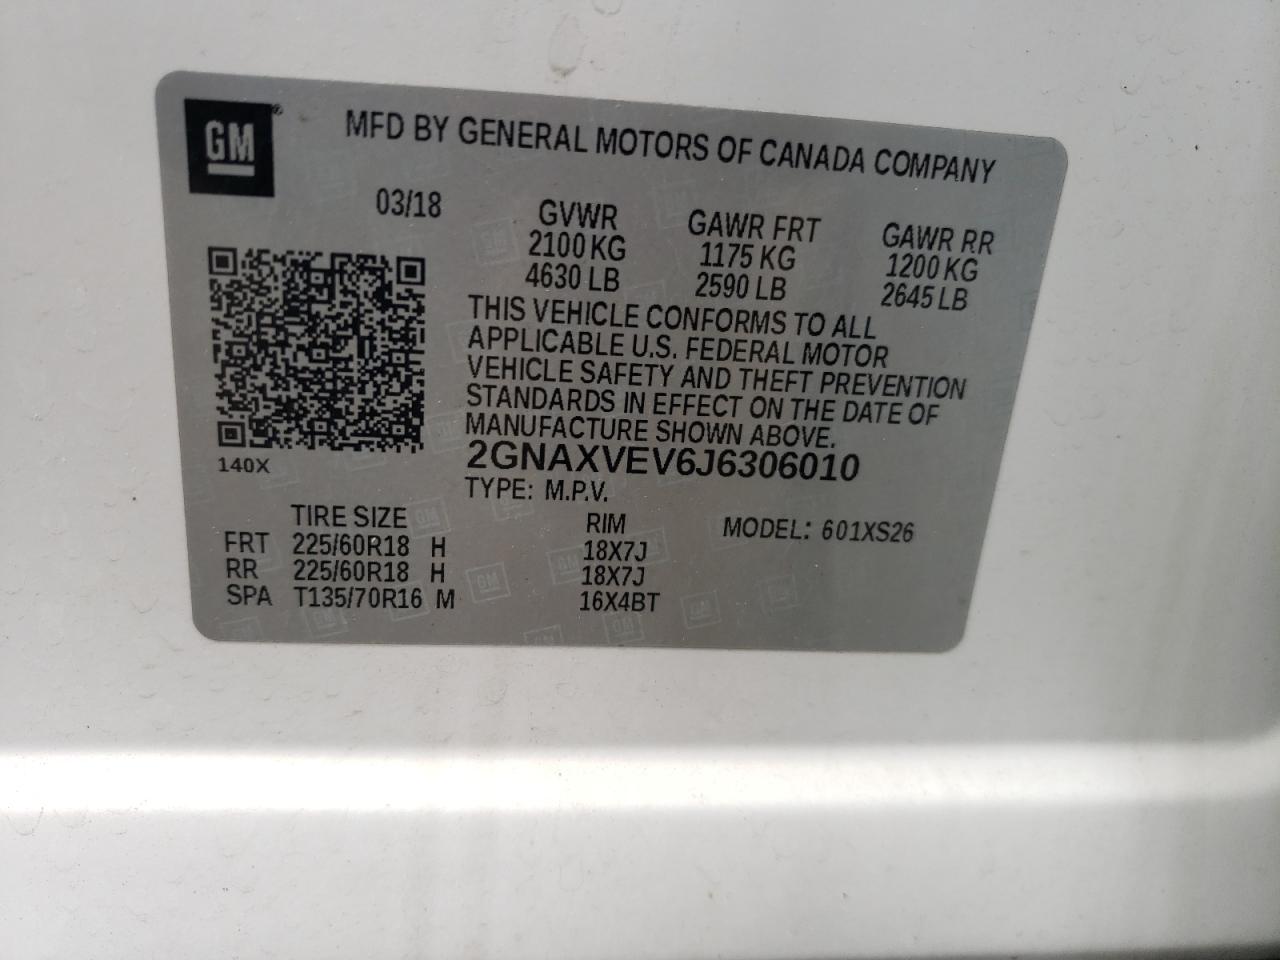 GM ®
MFD BY GENERAL MOTORS OF CANADA COMPANY
03/18
GVWR GAWR FRT GAWR RR
2100 KG 1175 KG 1200 KG
4630 LB 2590 LB 2645 LB
THIS VEHICLE CONFORMS TO ALL
APPLICABLE U.S. FEDERAL MOTOR
VEHICLE SAFETY AND THEFT PREVENTION
STANDARDS IN EFFECT ON THE DATE OF
MANUFACTURE SHOWN ABOVE.
140X
2GNAXVEV6J6306010
TYPE: M.P.V.
TIRE SIZE RIM MODEL: 601XS26
FRT 225/60R18 H 18X7J
RR 225/60R18 H 18X7J
SPA T135/70R16 M 16X4BT